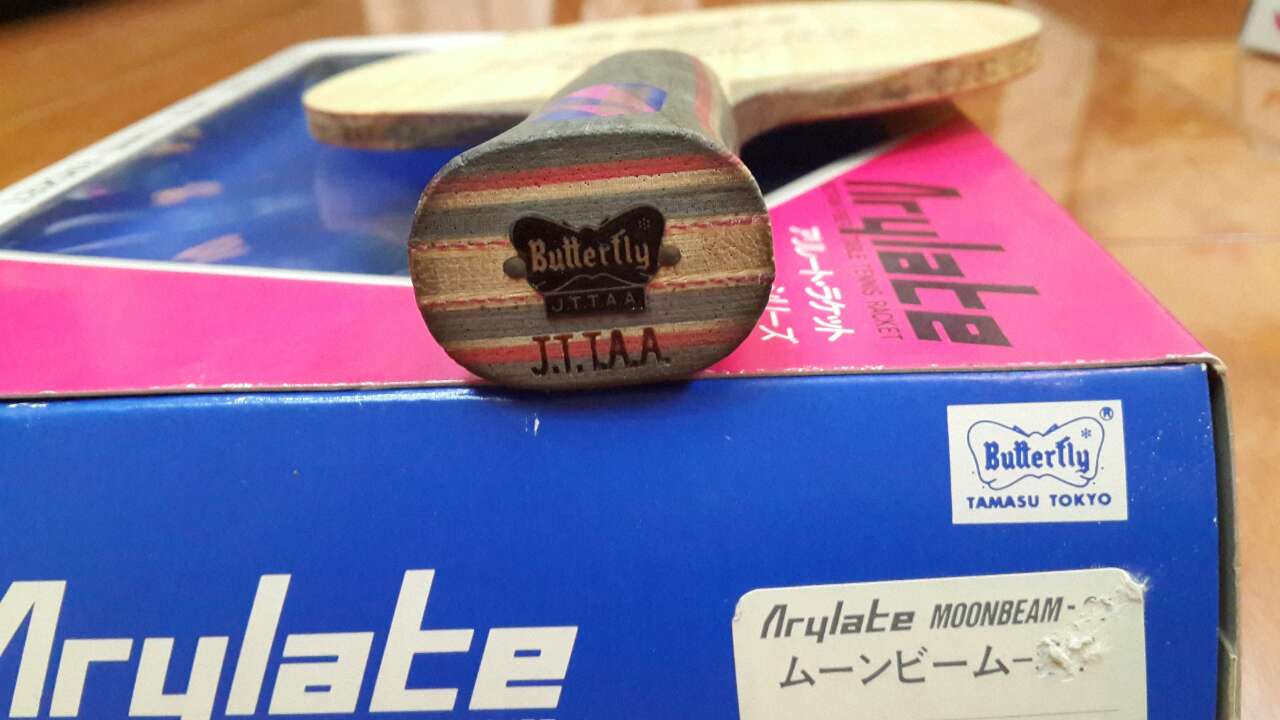 Butterfly
J.T.T.A.A.
J.T.T.A.A.
Arylate
TABLE TENNIS RACKET
アリレートラケット
シリーズ
Butterfly®
TAMASU TOKYO
Arylate
Arylate MOONBEAM-
ムーンビーム-